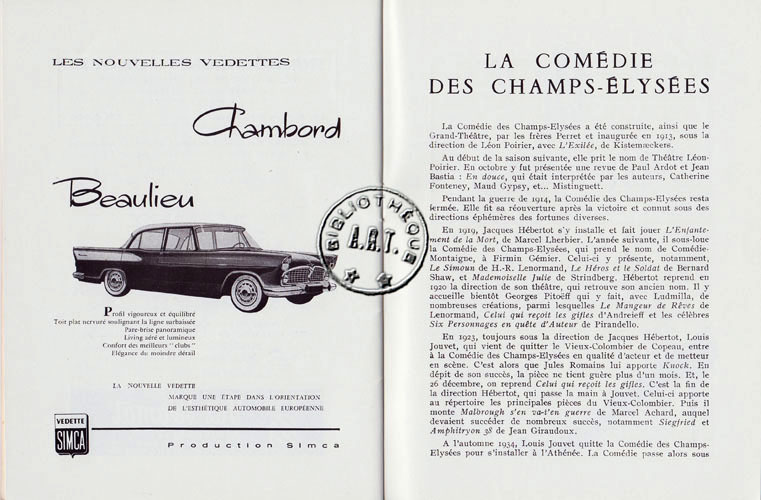 LES NOUVELLES VEDETTES
Chambord
Beaulieu
Profil vigoureux et équilibré
Toit plat nervuré soulignant la ligne surbaissée
Pare-brise panoramique
Living aéré et lumineux
Confort des meilleurs "clubs"
Elégance du moindre détail
LA NOUVELLE VEDETTE
MARQUE UNE ÉTAPE DANS L'ORIENTATION
DE L'ESTHÉTIQUE AUTOMOBILE EUROPÉENNE
VEDETTE
SIMCA
Production Simca
BIBLIOTHÈQUE
A.R.T.
LA COMÉDIE
DES CHAMPS-ÉLYSÉES
La Comédie des Champs-Elysées a été construite, ainsi que le
Grand-Théâtre, par les frères Perret et inaugurée en 1913, sous la
direction de Léon Poirier, avec L'Exilée, de Kistemæckers.
Au début de la saison suivante, elle prit le nom de Théâtre Léon-
Poirier. En octobre y fut présentée une revue de Paul Ardot et Jean
Bastia : En douce, qui était interprétée par les auteurs, Catherine
Fonteney, Maud Gypsy, et... Mistinguett.
Pendant la guerre de 1914, la Comédie des Champs-Elysées resta
fermée. Elle fit sa réouverture après la victoire et connut sous des
directions éphémères des fortunes diverses.
En 1919, Jacques Hébertot s'y installe et fait jouer L'Enfante-
ment de la Mort, de Marcel Lherbier. L'année suivante, il sous-loue
la Comédie des Champs-Elysées, qui prend le nom de Comédie-
Montaigne, à Firmin Gémier. Celui-ci y présente, notamment,
Le Simoun de H.-R. Lenormand, Le Héros et le Soldat de Bernard
Shaw, et Mademoiselle Julie de Strindberg. Hébertot reprend en
1920 la direction de son théâtre, qui retrouve son ancien nom. Il y
accueille bientôt Georges Pitoëff qui y fait, avec Ludmilla, de
nombreuses créations, parmi lesquelles Le Mangeur de Rêves de
Lenormand, Celui qui reçoit les gifles d'Andreieff et les célèbres
Six Personnages en quête d'Auteur de Pirandello.
En 1923, toujours sous la direction de Jacques Hébertot, Louis
Jouvet, qui vient de quitter le Vieux-Colombier de Copeau, entre
à la Comédie des Champs-Elysées en qualité d'acteur et de metteur
en scène. C'est alors que Jules Romains lui apporte Knock. En
dépit de son succès, la pièce ne tient guère plus d'un mois. Et, le
26 décembre, on reprend Celui qui reçoit les gifles. C'est la fin de
la direction Hébertot, qui passe la main à Jouvet. Celui-ci apporte
au répertoire les principales pièces du Vieux-Colombier. Puis il
monte Malbrough s'en va-t'en guerre de Marcel Achard, auquel
devaient succéder de nombreux succès, notamment Siegfried et
Amphitryon 38 de Jean Giraudoux.
A l'automne 1934, Louis Jouvet quitte la Comédie des Champs-
Elysées pour s'installer à l'Athénée. La Comédie passe alors sous